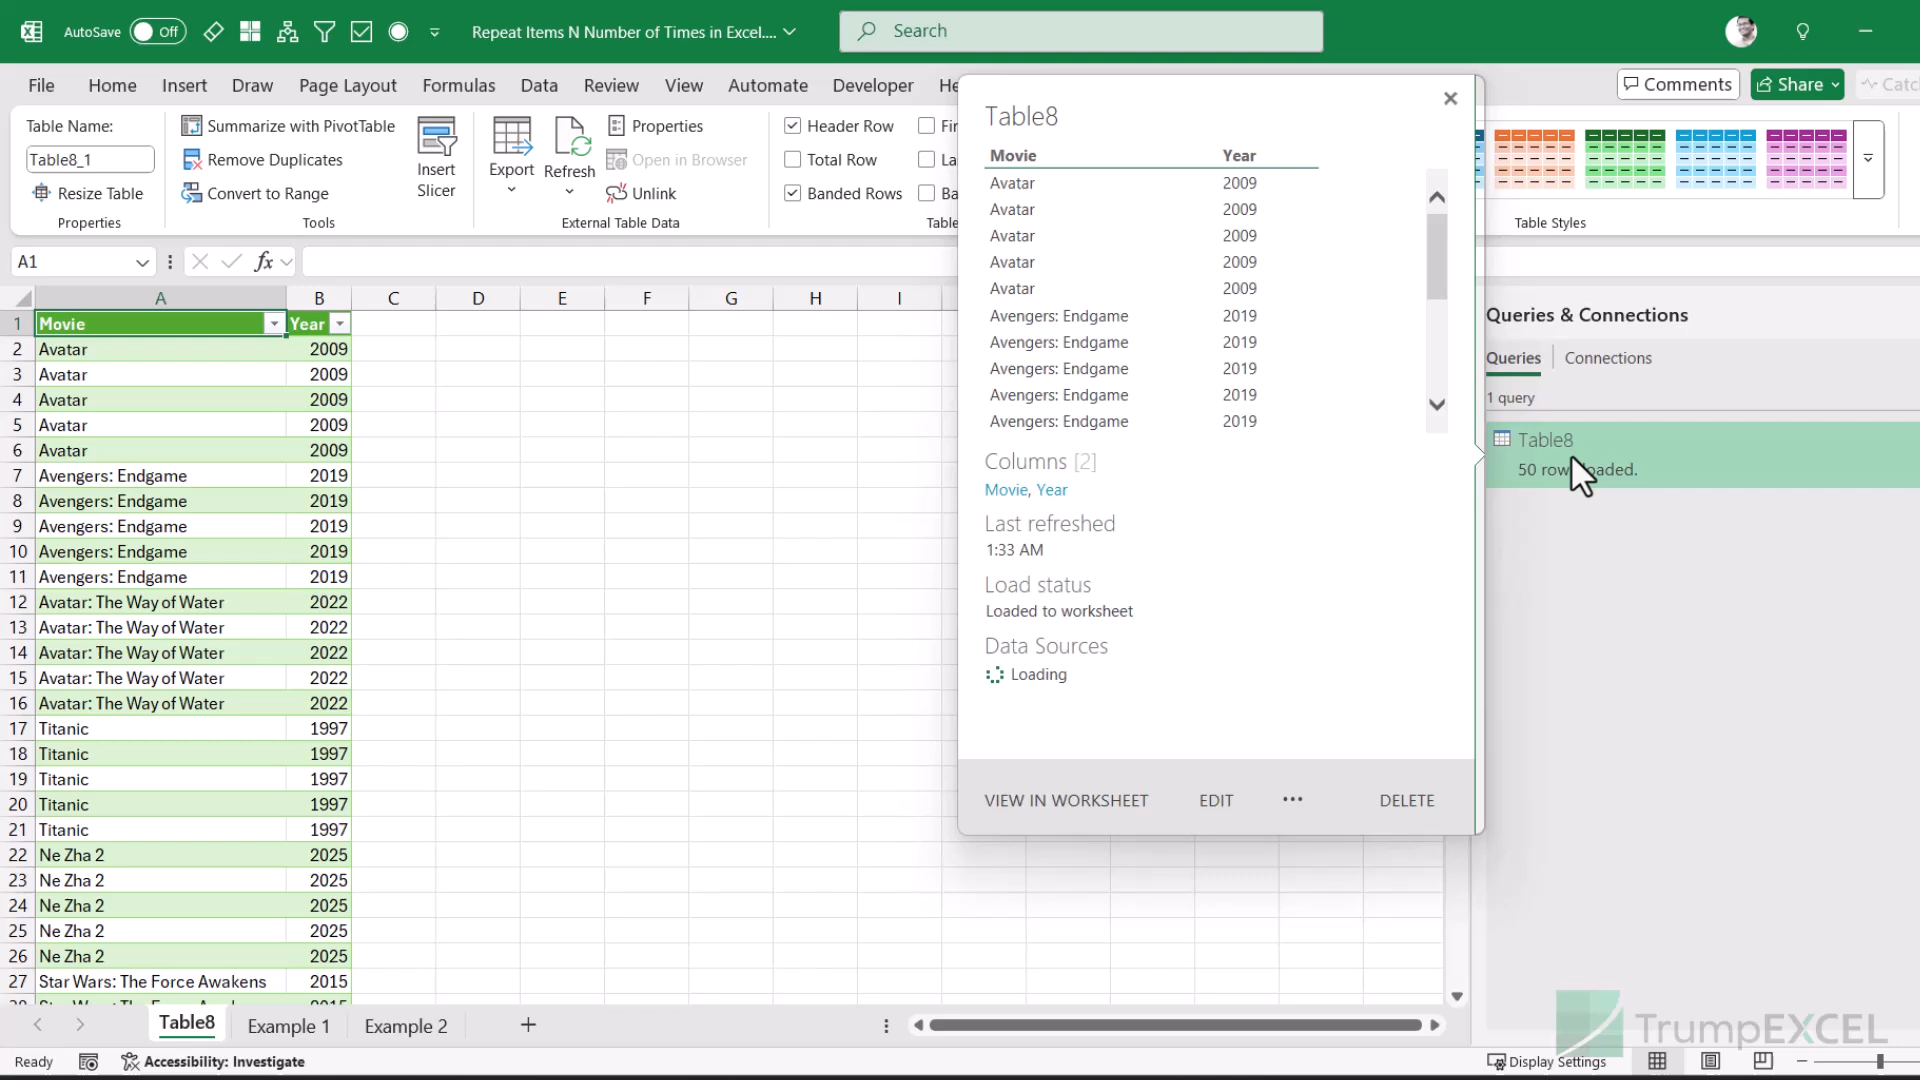 AutoSave Off Repeat Items N Number of Times in Excel.... Search
File Home Insert Draw Page Layout Formulas Data Review View Automate Developer He Comments Share Catc
Table Name:
Table8_1
Resize Table
Properties
Summarize with PivotTable
Remove Duplicates
Convert to Range
Tools
Insert
Slicer
Export
Refresh
Properties
Open in Browser
Unlink
External Table Data
Header Row
Total Row
Banded Rows
Fir
La
Ba
Table
Table Styles
A1 fx
A B C D E F G H I
1 Movie Year
2 Avatar 2009
3 Avatar 2009
4 Avatar 2009
5 Avatar 2009
6 Avatar 2009
7 Avengers: Endgame 2019
8 Avengers: Endgame 2019
9 Avengers: Endgame 2019
10 Avengers: Endgame 2019
11 Avengers: Endgame 2019
12 Avatar: The Way of Water 2022
13 Avatar: The Way of Water 2022
14 Avatar: The Way of Water 2022
15 Avatar: The Way of Water 2022
16 Avatar: The Way of Water 2022
17 Titanic 1997
18 Titanic 1997
19 Titanic 1997
20 Titanic 1997
21 Titanic 1997
22 Ne Zha 2 2025
23 Ne Zha 2 2025
24 Ne Zha 2 2025
25 Ne Zha 2 2025
26 Ne Zha 2 2025
27 Star Wars: The Force Awakens 2015
Table8
Movie Year
Avatar 2009
Avatar 2009
Avatar 2009
Avatar 2009
Avatar 2009
Avengers: Endgame 2019
Avengers: Endgame 2019
Avengers: Endgame 2019
Avengers: Endgame 2019
Avengers: Endgame 2019
Columns [2]
Movie, Year
Last refreshed
1:33 AM
Load status
Loaded to worksheet
Data Sources
Loading
VIEW IN WORKSHEET EDIT ••• DELETE
Queries & Connections
Queries Connections
1 query
Table8
50 row loaded.
Table8 Example 1 Example 2
TrumpEXCEL
Ready Accessibility: Investigate Display Settings